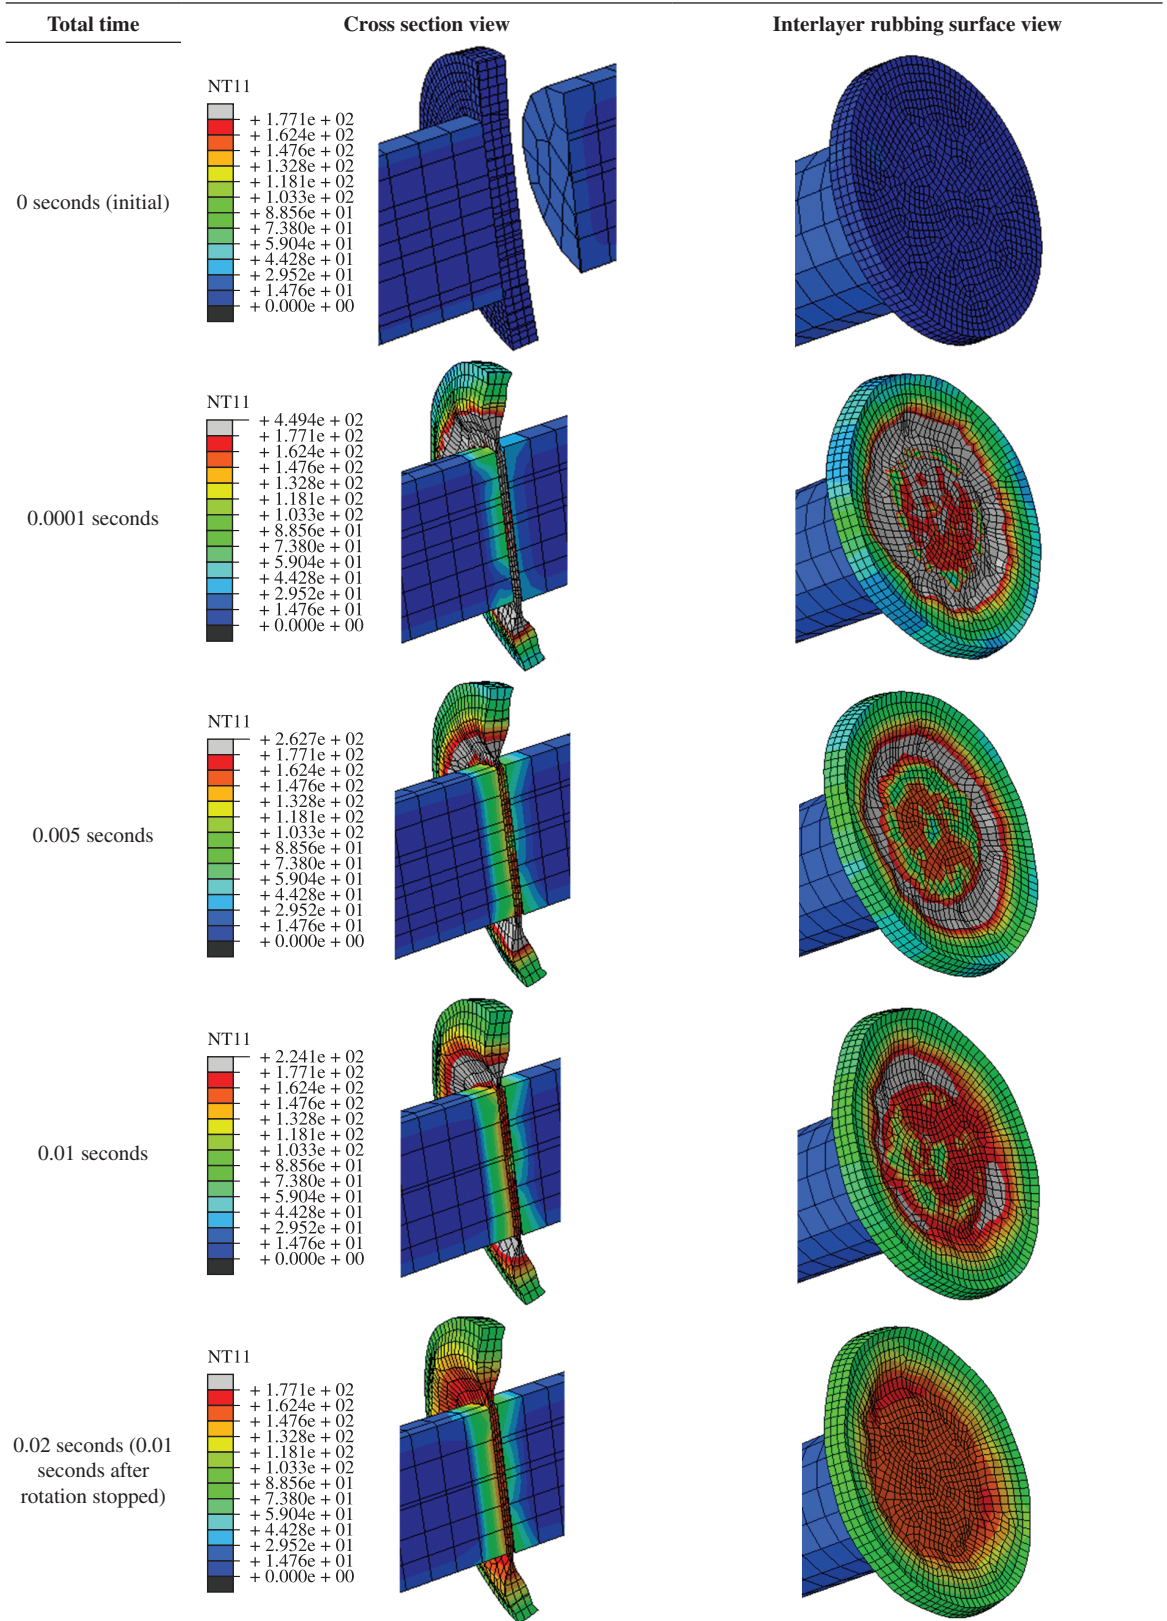 Total time
Cross section view
Interlayer rubbing surface view
0 seconds (initial)
NT11
+ 1.771e + 02
+ 1.624e + 02
+ 1.476e + 02
+ 1.328e + 02
+ 1.181e + 02
+ 1.033e + 02
+ 8.856e + 01
+ 7.380e + 01
+ 5.904e + 01
+ 4.428e + 01
+ 2.952e + 01
+ 1.476e + 01
+ 0.000e + 00
0.0001 seconds
NT11
+ 4.494e + 02
+ 1.771e + 02
+ 1.624e + 02
+ 1.476e + 02
+ 1.328e + 02
+ 1.181e + 02
+ 1.033e + 02
+ 8.856e + 01
+ 7.380e + 01
+ 5.904e + 01
+ 4.428e + 01
+ 2.952e + 01
+ 1.476e + 01
+ 0.000e + 00
0.005 seconds
NT11
+ 2.627e + 02
+ 1.771e + 02
+ 1.624e + 02
+ 1.476e + 02
+ 1.328e + 02
+ 1.181e + 02
+ 1.033e + 02
+ 8.856e + 01
+ 7.380e + 01
+ 5.904e + 01
+ 4.428e + 01
+ 2.952e + 01
+ 1.476e + 01
+ 0.000e + 00
0.01 seconds
NT11
+ 2.241e + 02
+ 1.771e + 02
+ 1.624e + 02
+ 1.476e + 02
+ 1.328e + 02
+ 1.181e + 02
+ 1.033e + 02
+ 8.856e + 01
+ 7.380e + 01
+ 5.904e + 01
+ 4.428e + 01
+ 2.952e + 01
+ 1.476e + 01
+ 0.000e + 00
0.02 seconds (0.01
seconds after
rotation stopped)
NT11
+ 1.771e + 02
+ 1.624e + 02
+ 1.476e + 02
+ 1.328e + 02
+ 1.181e + 02
+ 1.033e + 02
+ 8.856e + 01
+ 7.380e + 01
+ 5.904e + 01
+ 4.428e + 01
+ 2.952e + 01
+ 1.476e + 01
+ 0.000e + 00